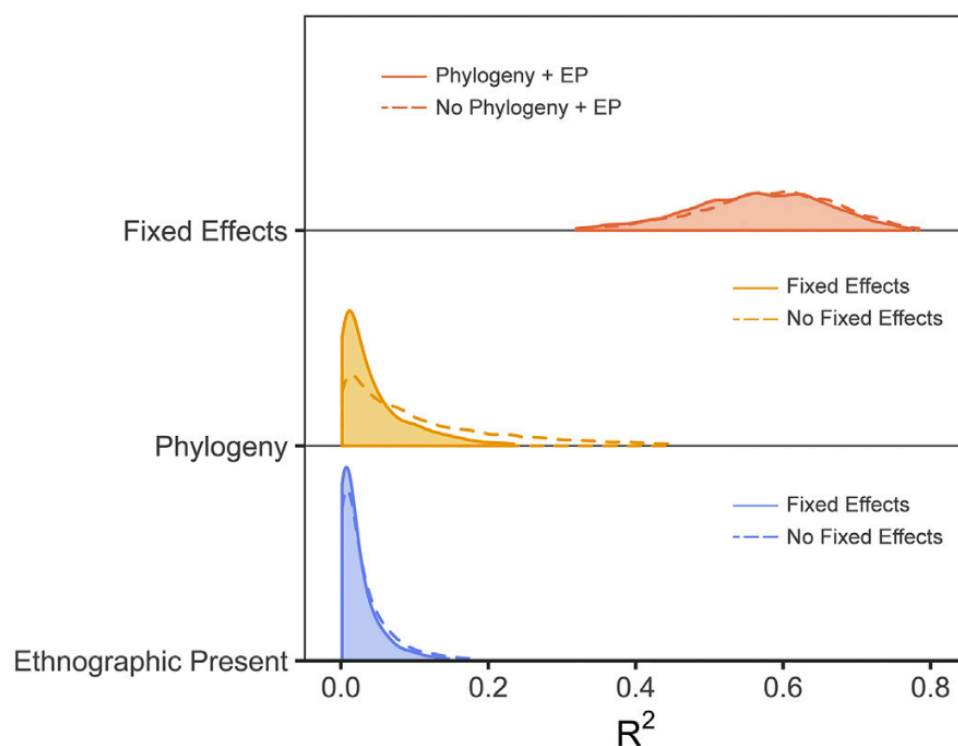 Phylogeny + EP
No Phylogeny + EP
Fixed Effects
Fixed Effects
No Fixed Effects
Phylogeny
Fixed Effects
No Fixed Effects
Ethnographic Present
0.0 0.2 0.4 0.6 0.8
R²